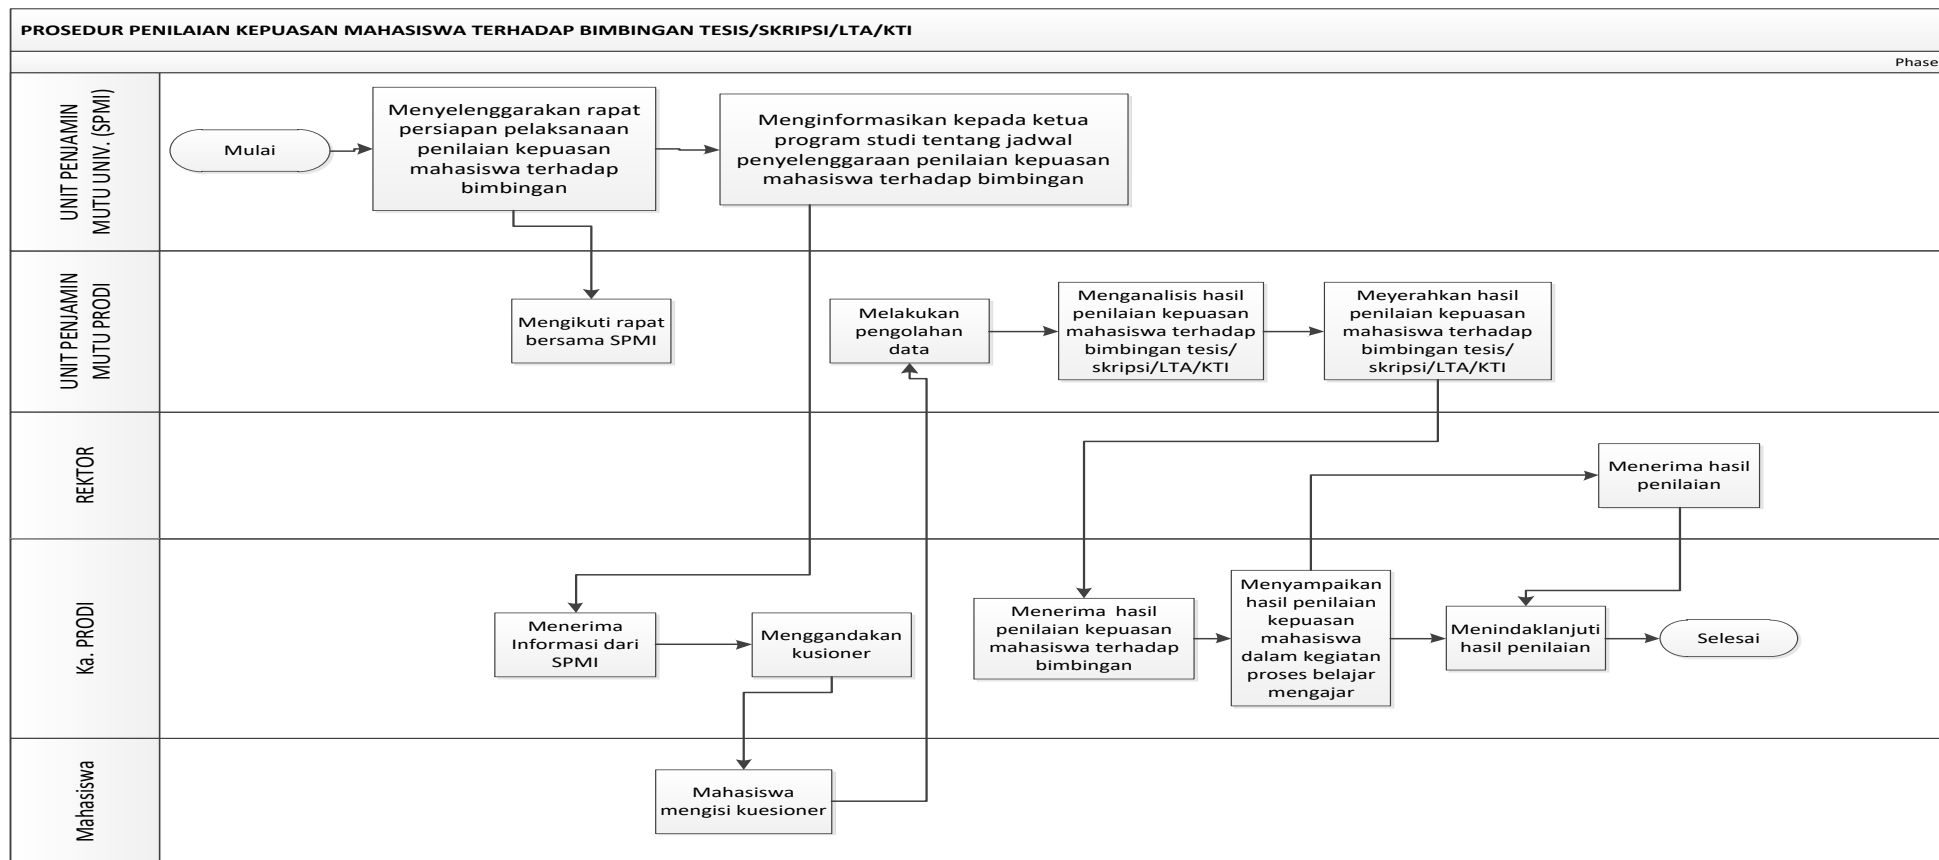 PROSEDUR PENILAIAN KEPUASAN MAHASISWA TERHADAP BIMBINGAN TESIS/SKRIPSI/LTA/KTI
Phase
UNIT PENJAMIN
MUTU UNIV. (SPMI)
Mulai
Menyelenggarakan rapat
persiapan pelaksanaan
penilaian kepuasan
mahasiswa terhadap
bimbingan
Menginformasikan kepada ketua
program studi tentang jadwal
penyelenggaraan penilaian kepuasan
mahasiswa terhadap bimbingan
UNIT PENJAMIN
MUTU PRODI
Mengikuti rapat
bersama SPMI
Melakukan
pengolahan
data
Menganalisis hasil
penilaian kepuasan
mahasiswa terhadap
bimbingan tesis/
skripsi/LTA/KTI
Meyerahkan hasil
penilaian kepuasan
mahasiswa terhadap
bimbingan tesis/
skripsi/LTA/KTI
REKTOR
Menerima hasil
penilaian
Ka. PRODI
Menerima
Informasi dari
SPMI
Menggandakan
kusioner
Menerima hasil
penilaian kepuasan
mahasiswa terhadap
bimbingan
Menyampaikan
hasil penilaian
kepuasan
mahasiswa
dalam kegiatan
proses belajar
mengajar
Menindaklanjuti
hasil penilaian
Selesai
Mahasiswa
Mahasiswa
mengisi kuesioner